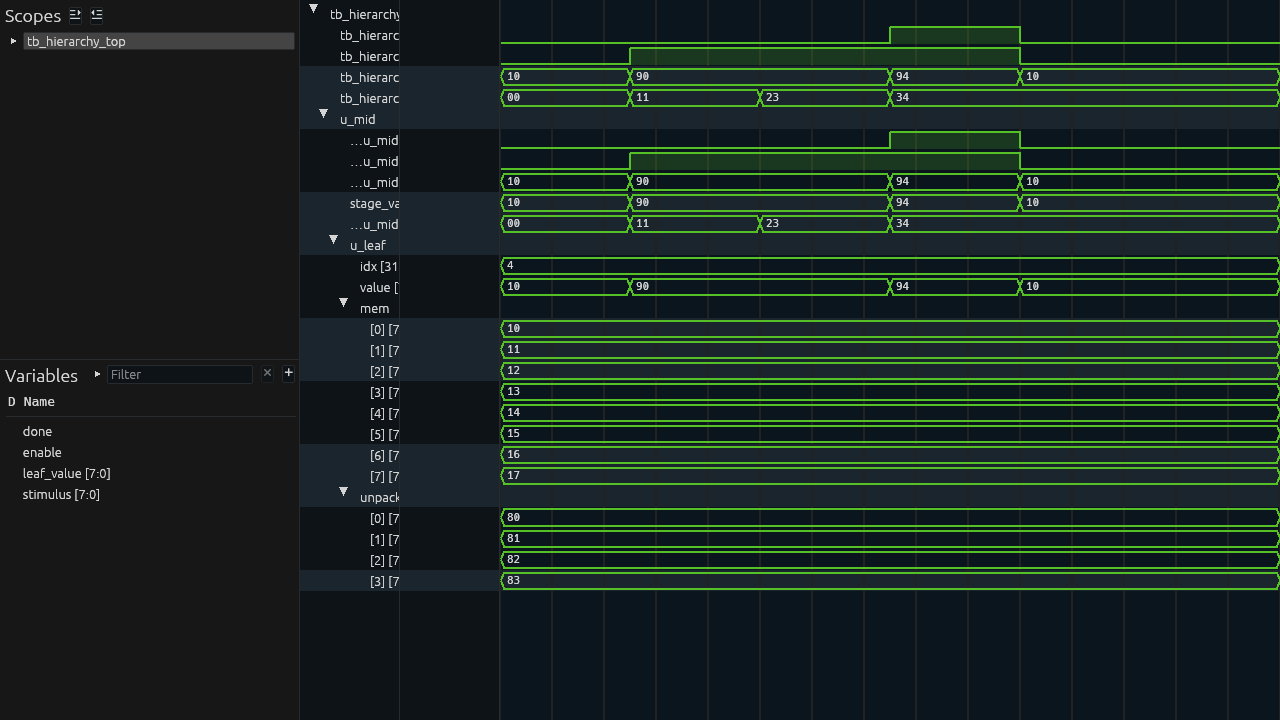 Scopes
tb_hierarchy_top
Variables
Filter
×
+
D Name
done
enable
leaf_value [7:0]
stimulus [7:0]
tb_hierarchy
tb_hierarc
tb_hierarc
tb_hierarc 10 90 94 10
tb_hierarc 00 11 23 34
u_mid
…u_mid
…u_mid
…u_mid 10 90 94 10
stage_va 10 90 94 10
…u_mid 00 11 23 34
u_leaf
idx [31 4
value [ 10 90 94 10
mem
[0] [7 10
[1] [7 11
[2] [7 12
[3] [7 13
[4] [7 14
[5] [7 15
[6] [7 16
[7] [7 17
unpack
[0] [7 80
[1] [7 81
[2] [7 82
[3] [7 83